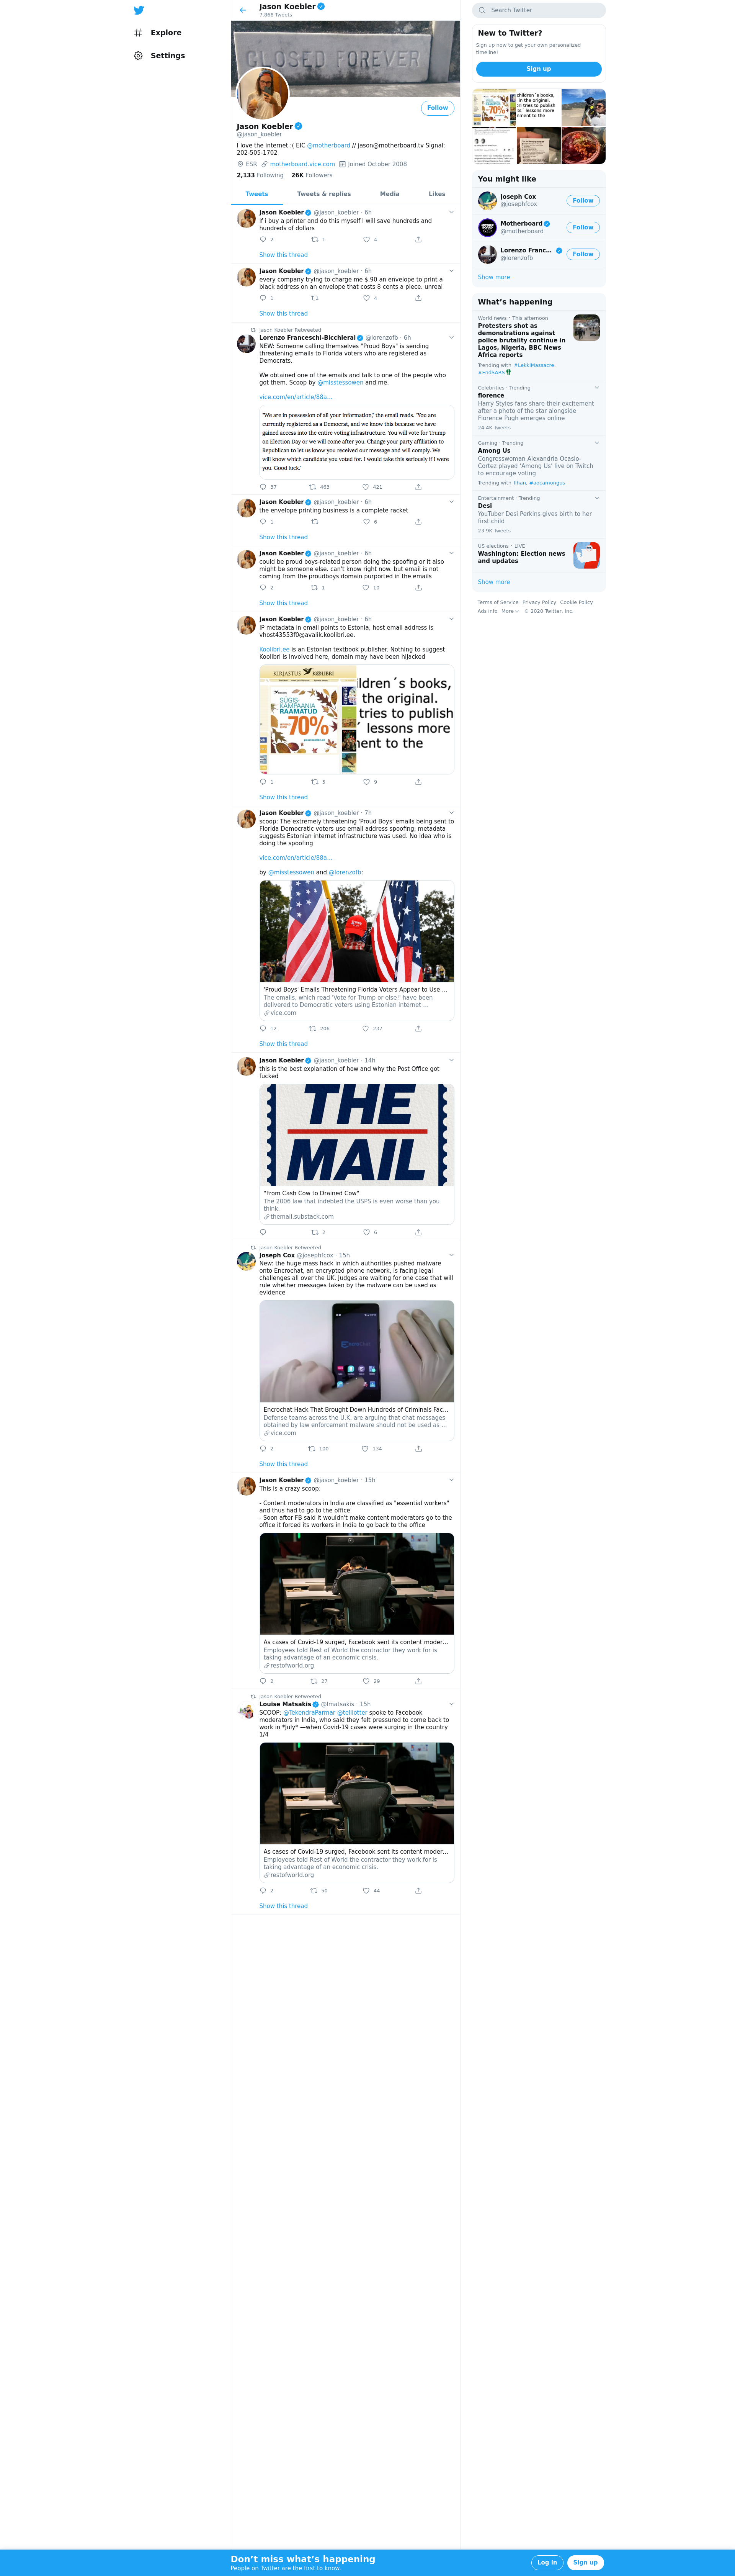 Explore
Settings
Jason Koebler
7,988 Tweets
CLOSED FOREVER
Follow
Jason Koebler
@jason_koebler
I love the internet :( EIC @motherboard // jason@motherboard.tv Signal:
202-505-1702
ESR motherboard.vice.com Joined October 2008
2,133 Following 26K Followers
Tweets Tweets & replies Media Likes
Jason Koebler @jason_koebler · 6h
if i buy a printer and do this myself I will save hundreds and
hundreds of dollars
2 1 4
Show this thread
Jason Koebler @jason_koebler · 6h
every company trying to charge me $.90 an envelope to print a
black address on an envelope that costs 8 cents a piece. unreal
1 4
Show this thread
Jason Koebler Retweeted
Lorenzo Franceschi-Bicchierai @lorenzofb · 6h
NEW: Someone calling themselves "Proud Boys" is sending
threatening emails to Florida voters who are registered as
Democrats.
We obtained one of the emails and talk to one of the people who
got them. Scoop by @misstessowen and me.
vice.com/en/article/88a…
"We are in possession of all your information," the email reads. "You are
currently registered as a Democrat, and we know this because we have
gained access into the entire voting infrastructure. You will vote for Trump
on Election Day or we will come after you. Change your party affiliation to
Republican to let us know you received our message and will comply. We
will know which candidate you voted for. I would take this seriously if I were
you. Good luck."
37 463 421
Jason Koebler @jason_koebler · 6h
the envelope printing business is a complete racket
1 6
Show this thread
Jason Koebler @jason_koebler · 6h
could be proud boys-related person doing the spoofing or it also
might be someone else. can't know right now. but email is not
coming from the proudboys domain purported in the emails
2 1 10
Show this thread
Jason Koebler @jason_koebler · 6h
IP metadata in email points to Estonia, host email address is
vhost43553f0@avalik.koolibri.ee.
Koolibri.ee is an Estonian textbook publisher. Nothing to suggest
Koolibri is involved here, domain may have been hijacked
KIRJASTUS KOOLIBRI
SÜGIS-
KAMPAANIA
RAAMATUD
70%
ldren´s books,
the original.
tries to publish
´ lessons more
nent to the
1 5 9
Show this thread
Jason Koebler @jason_koebler · 7h
scoop: The extremely threatening 'Proud Boys' emails being sent to
Florida Democratic voters use email address spoofing; metadata
suggests Estonian internet infrastructure was used. No idea who is
doing the spoofing
vice.com/en/article/88a…
by @misstessowen and @lorenzofb:
'Proud Boys' Emails Threatening Florida Voters Appear to Use ...
The emails, which read 'Vote for Trump or else!' have been
delivered to Democratic voters using Estonian internet ...
vice.com
12 206 237
Show this thread
Jason Koebler @jason_koebler · 14h
this is the best explanation of how and why the Post Office got
fucked
THE
MAIL
"From Cash Cow to Drained Cow"
The 2006 law that indebted the USPS is even worse than you
think.
themail.substack.com
2 6
Jason Koebler Retweeted
Joseph Cox @josephfcox · 15h
New: the huge mass hack in which authorities pushed malware
onto Encrochat, an encrypted phone network, is facing legal
challenges all over the UK. Judges are waiting for one case that will
rule whether messages taken by the malware can be used as
evidence
Encrochat Hack That Brought Down Hundreds of Criminals Fac...
Defense teams across the U.K. are arguing that chat messages
obtained by law enforcement malware should not be used as ...
vice.com
2 100 134
Show this thread
Jason Koebler @jason_koebler · 15h
This is a crazy scoop:
- Content moderators in India are classified as "essential workers"
and thus had to go to the office
- Soon after FB said it wouldn't make content moderators go to the
office it forced its workers in India to go back to the office
As cases of Covid-19 surged, Facebook sent its content moder...
Employees told Rest of World the contractor they work for is
taking advantage of an economic crisis.
restofworld.org
2 27 29
Jason Koebler Retweeted
Louise Matsakis @lmatsakis · 15h
SCOOP: @TekendraParmar @telliotter spoke to Facebook
moderators in India, who said they felt pressured to come back to
work in *July* —when Covid-19 cases were surging in the country
1/4
As cases of Covid-19 surged, Facebook sent its content moder...
Employees told Rest of World the contractor they work for is
taking advantage of an economic crisis.
restofworld.org
2 50 44
Show this thread
Search Twitter
New to Twitter?
Sign up now to get your own personalized
timeline!
Sign up
children´s books,
in the original.
tries to publish
ts´ lessons more
nment to the
You might like
Joseph Cox
@josephfcox
Follow
Motherboard
@motherboard
Follow
Lorenzo Franc...
@lorenzofb
Follow
Show more
What's happening
World news · This afternoon
Protesters shot as
demonstrations against
police brutality continue in
Lagos, Nigeria, BBC News
Africa reports
Trending with #LekkiMassacre,
#EndSARS
Celebrities · Trending
florence
Harry Styles fans share their excitement
after a photo of the star alongside
Florence Pugh emerges online
24.4K Tweets
Gaming · Trending
Among Us
Congresswoman Alexandria Ocasio-
Cortez played 'Among Us' live on Twitch
to encourage voting
Trending with Ilhan, #aocamongus
Entertainment · Trending
Desi
YouTuber Desi Perkins gives birth to her
first child
23.9K Tweets
US elections · LIVE
Washington: Election news
and updates
Show more
Terms of Service Privacy Policy Cookie Policy
Ads info More © 2020 Twitter, Inc.
Don't miss what's happening
People on Twitter are the first to know.
Log in Sign up